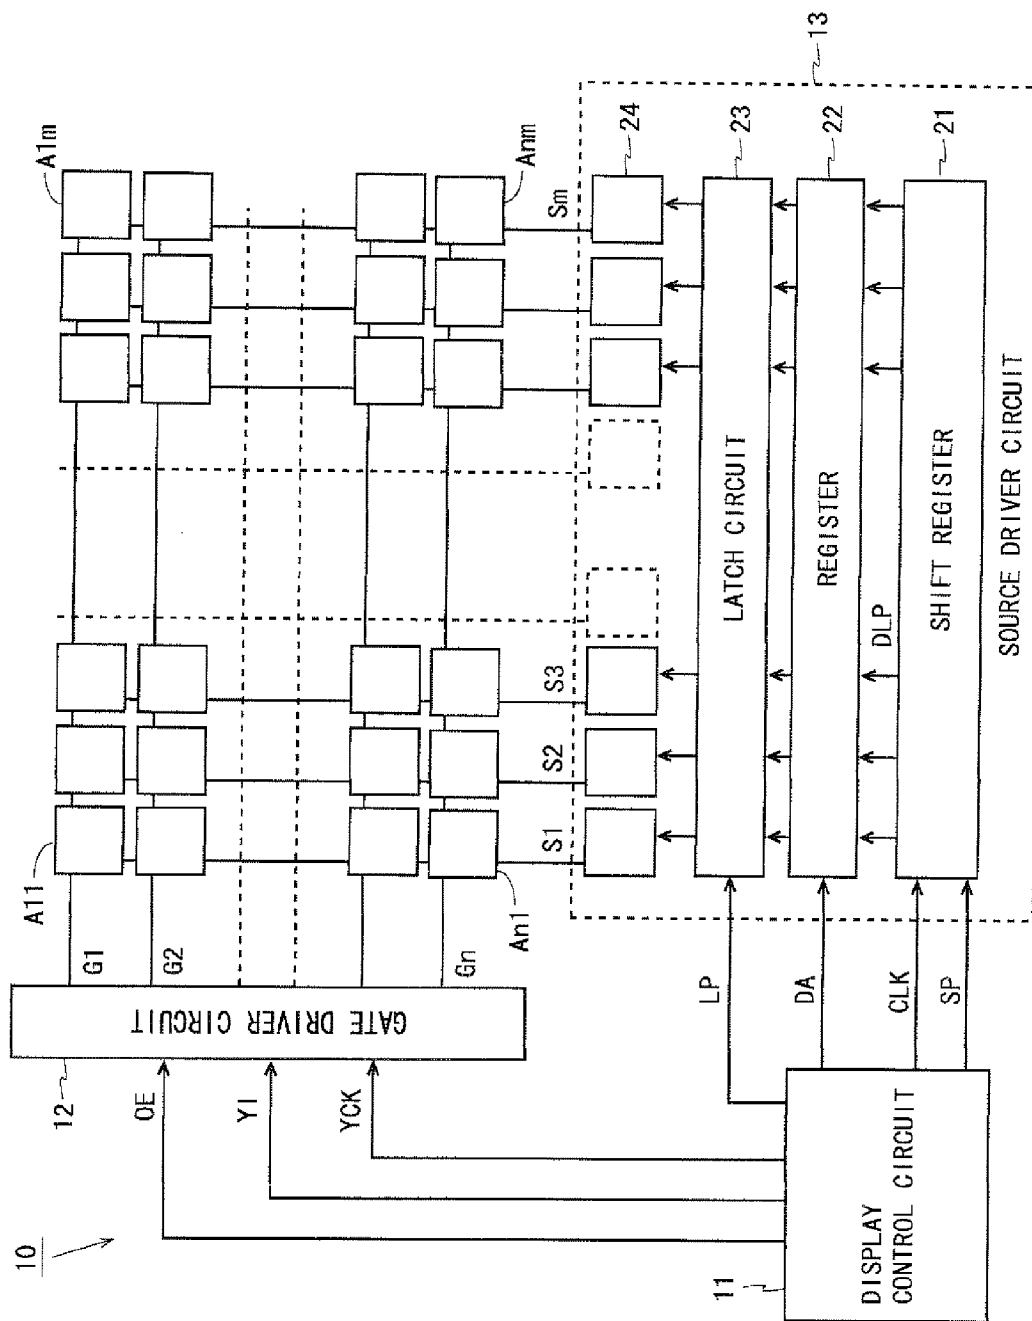 10
12
GATE DRIVER CIRCUIT
OE
YI
YCK
G1
G2
Gn
A11
A1m
An1
Anm
S1
S2
S3
Sm
13
24
LATCH CIRCUIT
23
REGISTER
22
DLP
SHIFT REGISTER
21
SOURCE DRIVER CIRCUIT
LP
DA
CLK
SP
11
DISPLAY
CONTROL CIRCUIT